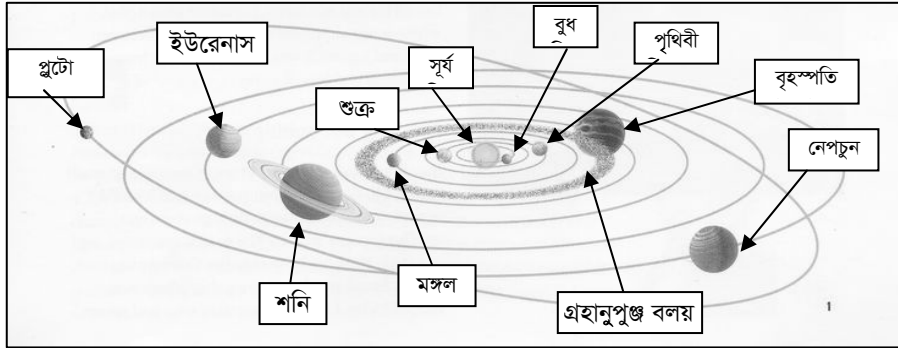 প্লুটো
ইউরেনাস
সূর্য
বুধ
পৃথিবী
শুক্র
বৃহস্পতি
নেপচুন
শনি
মঙ্গল
গ্রহানুপুঞ্জ বলয়
1